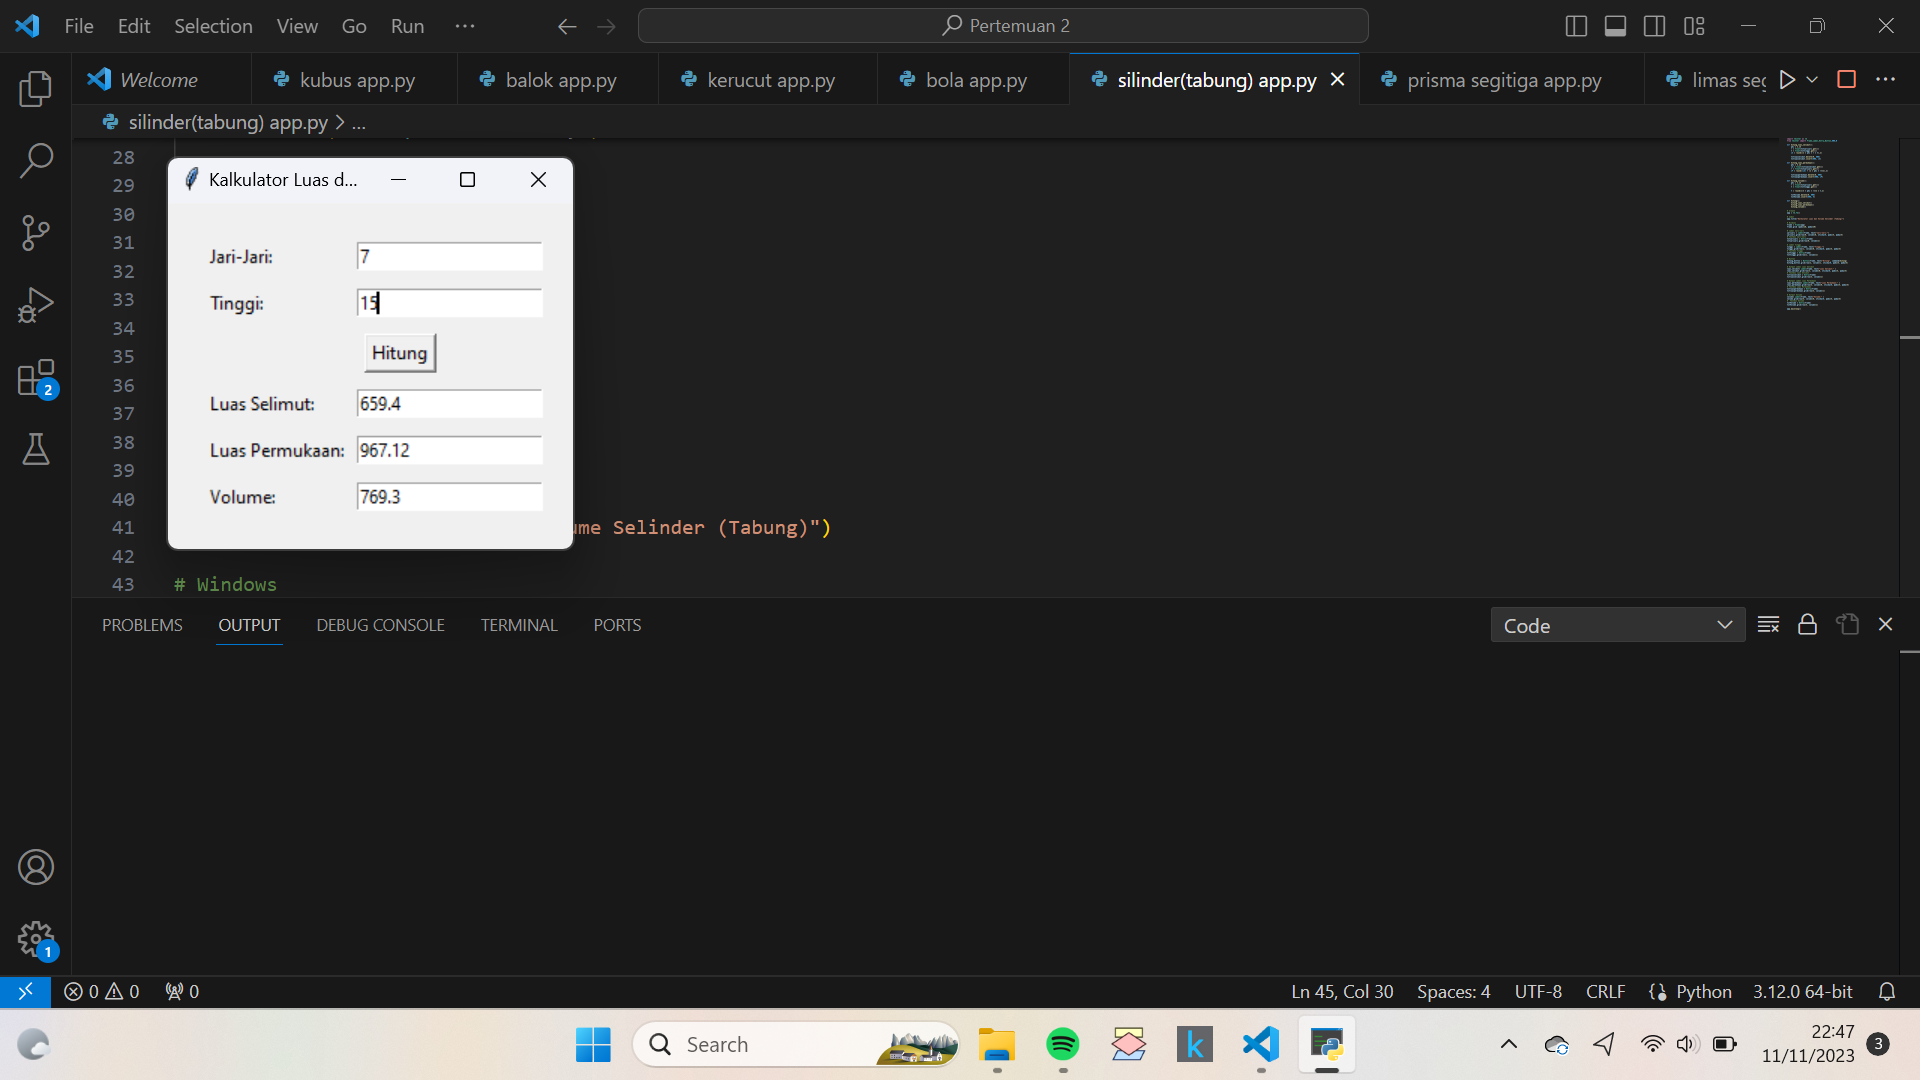 File Edit Selection View Go Run ... Pertemuan 2
Welcome kubus app.py balok app.py kerucut app.py bola app.py silinder(tabung) app.py prisma segitiga app.py limas seg
silinder(tabung) app.py > ...
28
29
30
31
32
33
34
35
36
37
38
39
40
41
42
43
Kalkulator Luas d...
Jari-Jari: 7
Tinggi: 15
Hitung
Luas Selimut: 659.4
Luas Permukaan: 967.12
Volume: 769.3
ume Selinder (Tabung)")
# Windows
2
1
PROBLEMS OUTPUT DEBUG CONSOLE TERMINAL PORTS Code
0 0 0 Ln 45, Col 30 Spaces: 4 UTF-8 CRLF {} Python 3.12.0 64-bit
Search k 22:47
11/11/2023 3